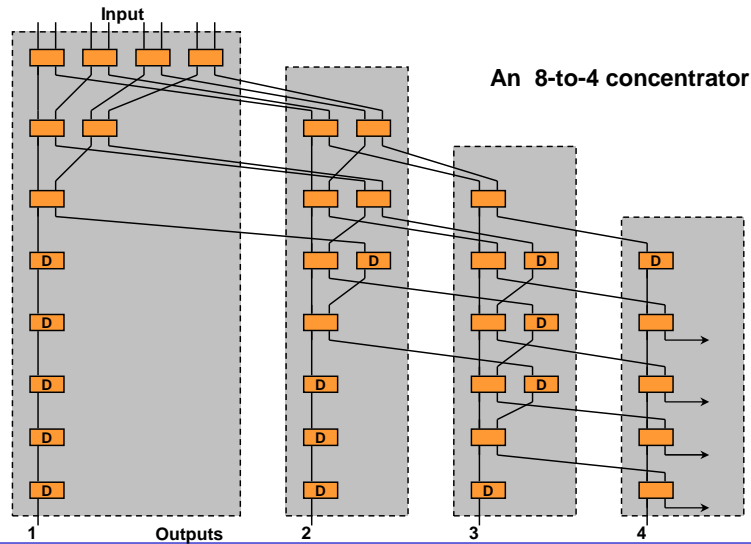 Input
An 8-to-4 concentrator
D D D D
D D
D D D
D D
D D D
1 Outputs 2 3 4